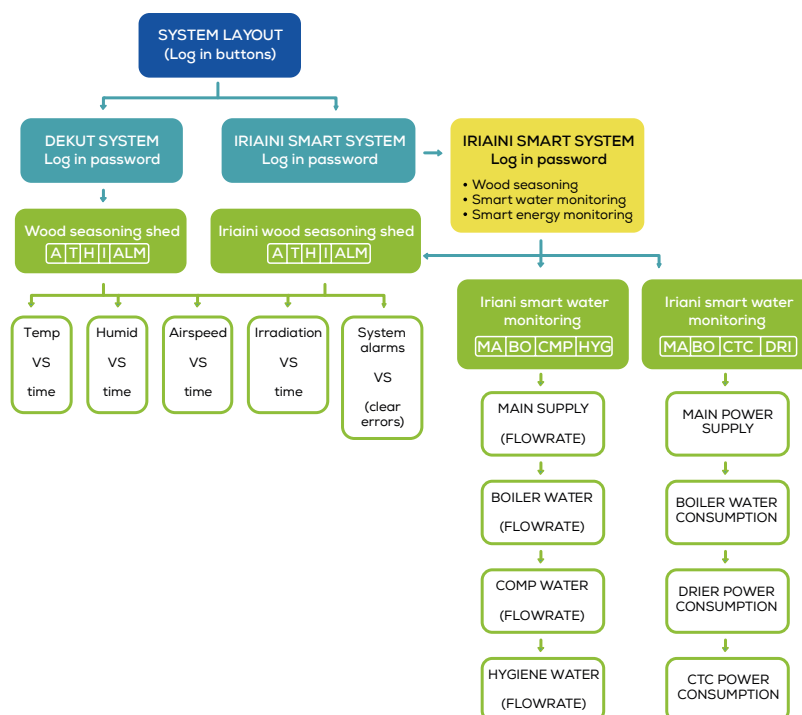 SYSTEM LAYOUT
(Log in buttons)
DEKUT SYSTEM
Log in password
IRIAINI SMART SYSTEM
Log in password
IRIAINI SMART SYSTEM
Log in password
• Wood seasoning
• Smart water monitoring
• Smart energy monitoring
Wood seasoning shed
A T H I ALM
Iriaini wood seasoning shed
A T H I ALM
Iriani smart water
monitoring
MA BO CMP HYG
Iriani smart water
monitoring
MA BO CTC DRI
Temp
VS
time
Humid
VS
time
Airspeed
VS
time
Irradiation
VS
time
System
alarms
VS
(clear
errors)
MAIN SUPPLY
(FLOWRATE)
BOILER WATER
(FLOWRATE)
COMP WATER
(FLOWRATE)
HYGIENE WATER
(FLOWRATE)
MAIN POWER
SUPPLY
BOILER WATER
CONSUMPTION
DRIER POWER
CONSUMPTION
CTC POWER
CONSUMPTION